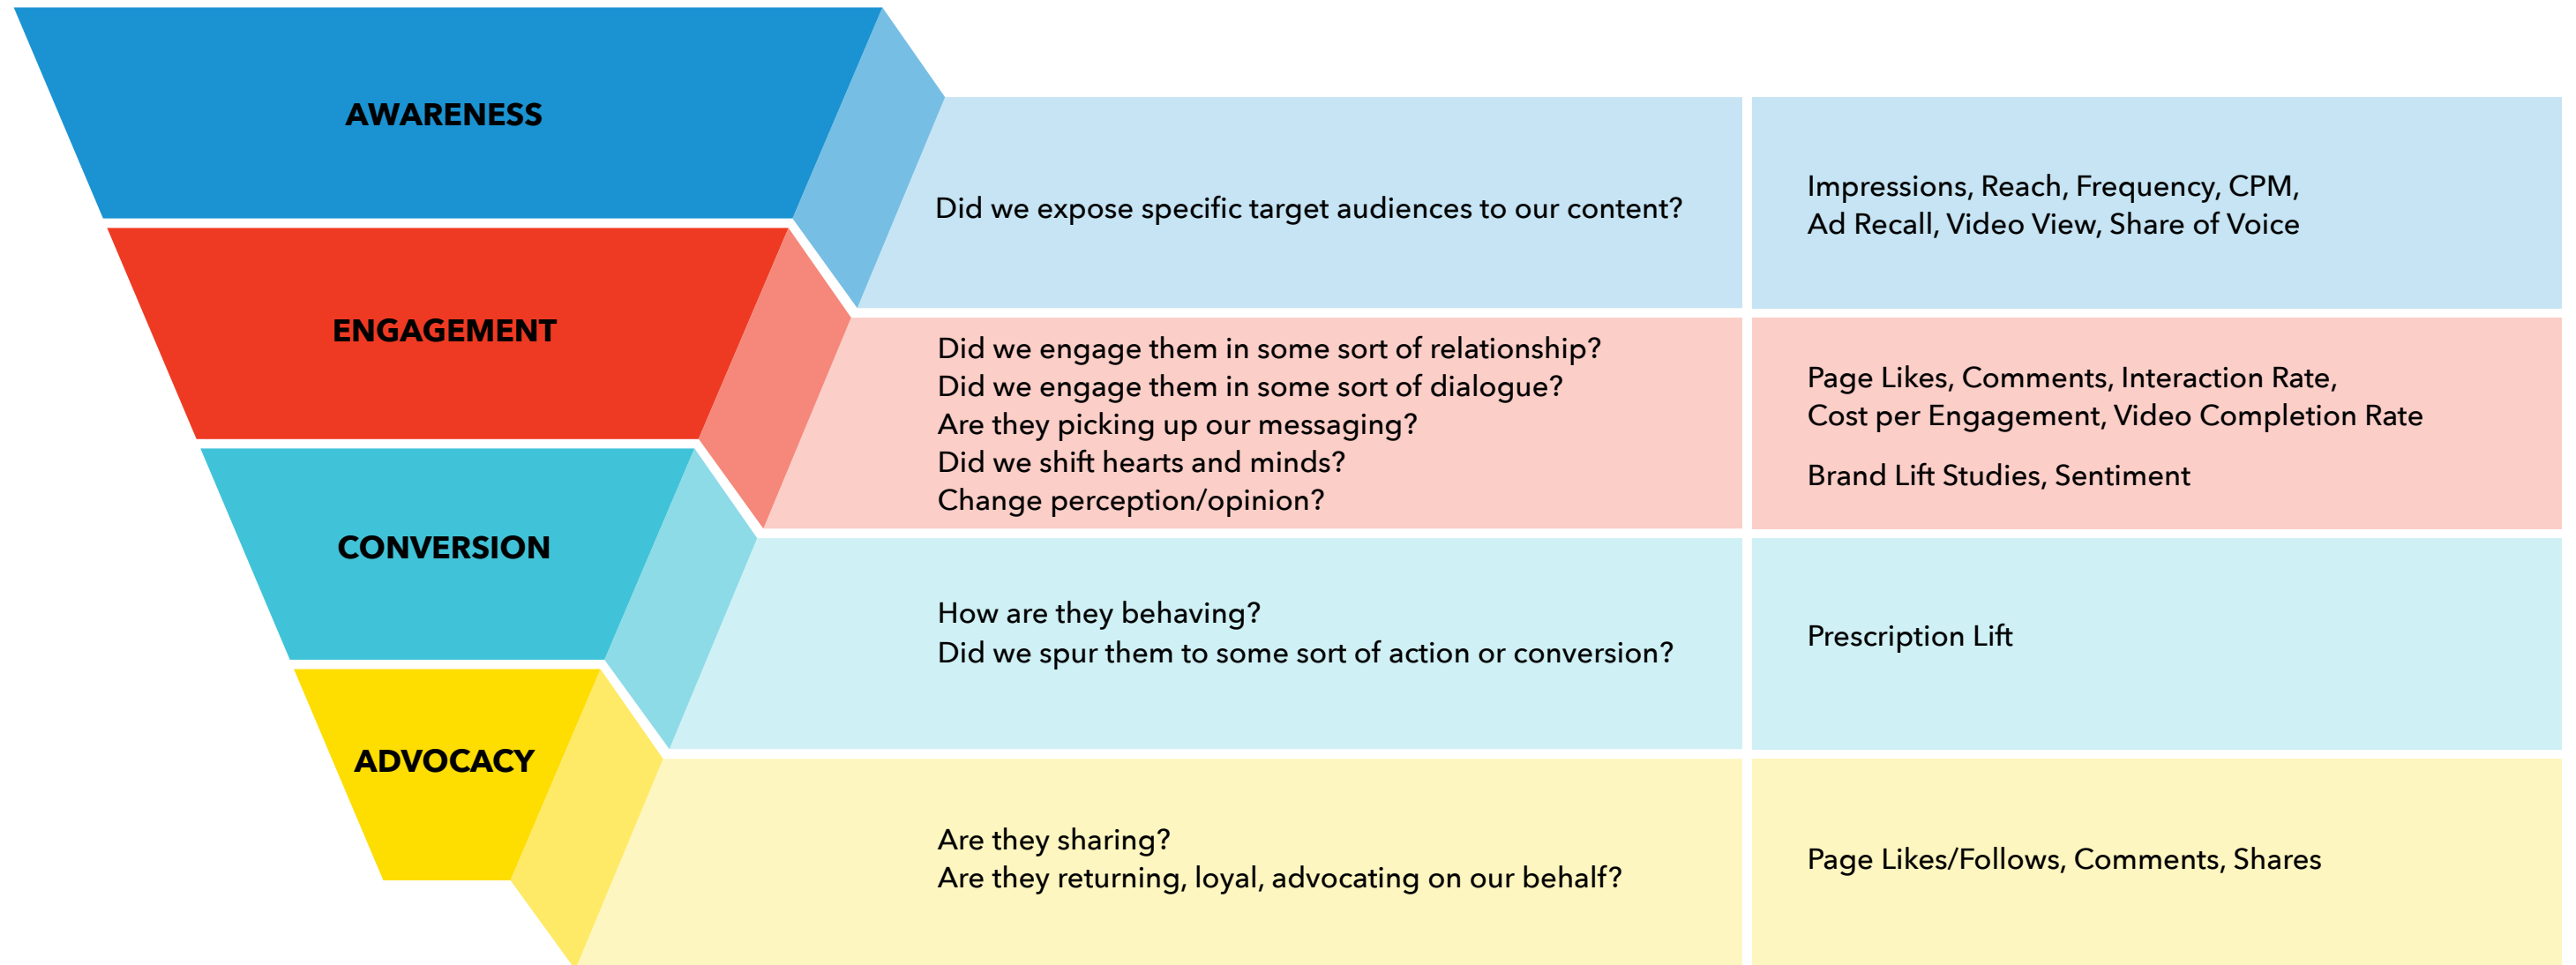 AWARENESS
Did we expose specific target audiences to our content?
Impressions, Reach, Frequency, CPM,
Ad Recall, Video View, Share of Voice
ENGAGEMENT
Did we engage them in some sort of relationship?
Did we engage them in some sort of dialogue?
Are they picking up our messaging?
Did we shift hearts and minds?
Change perception/opinion?
Page Likes, Comments, Interaction Rate,
Cost per Engagement, Video Completion Rate
Brand Lift Studies, Sentiment
CONVERSION
How are they behaving?
Did we spur them to some sort of action or conversion?
Prescription Lift
ADVOCACY
Are they sharing?
Are they returning, loyal, advocating on our behalf?
Page Likes/Follows, Comments, Shares